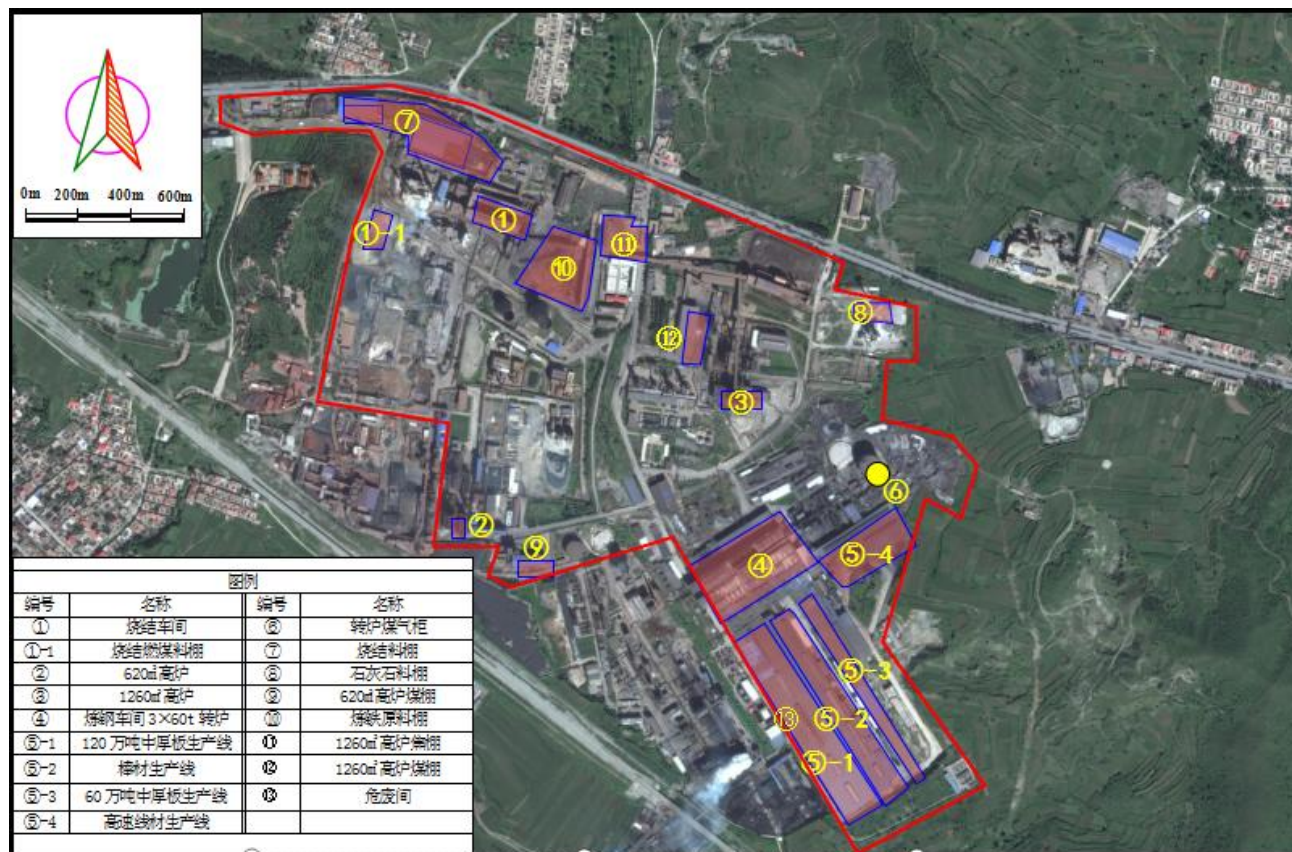 0m 200m 400m 600m
⑦
①-1
①
⑩
⑪
⑧
⑫
③
⑥
②
⑨
④
⑤-4
⑤-3
⑬
⑤-2
⑤-1
图例
编号 名称 编号 名称
① 烧结车间 ⑥ 转炉煤气柜
①-1 烧结燃煤料棚 ⑦ 烧结料棚
② 620㎥高炉 ⑧ 石灰石料棚
③ 1260㎥高炉 ⑨ 620㎥高炉煤棚
④ 炼钢车间3×60t转炉 ⑩ 炼铁原料棚
⑤-1 120万吨中厚板生产线 ⑪ 1260㎥高炉焦棚
⑤-2 棒材生产线 ⑫ 1260㎥高炉煤棚
⑤-3 60万吨中厚板生产线 ⑬ 危废间
⑤-4 高速线材生产线